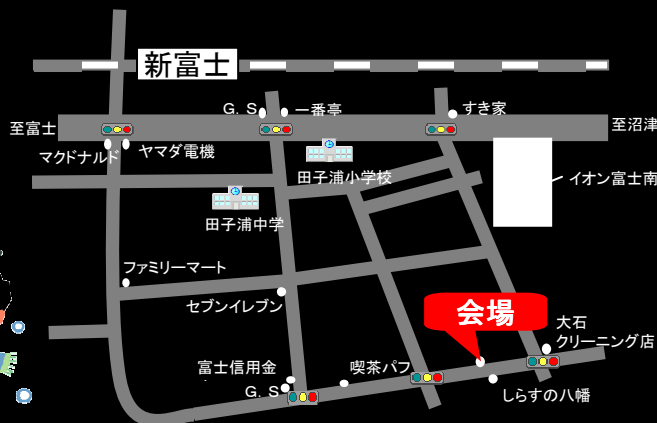 新富士
G. S
一番亭
すき家
至富士
至沼津
マクドナルド
ヤマダ電機
田子浦小学校
イオン富士南
田子浦中学
ファミリーマート
セブンイレブン
会場
大石
クリーニング店
富士信用金
喫茶パフ
G. S
しらすの八幡